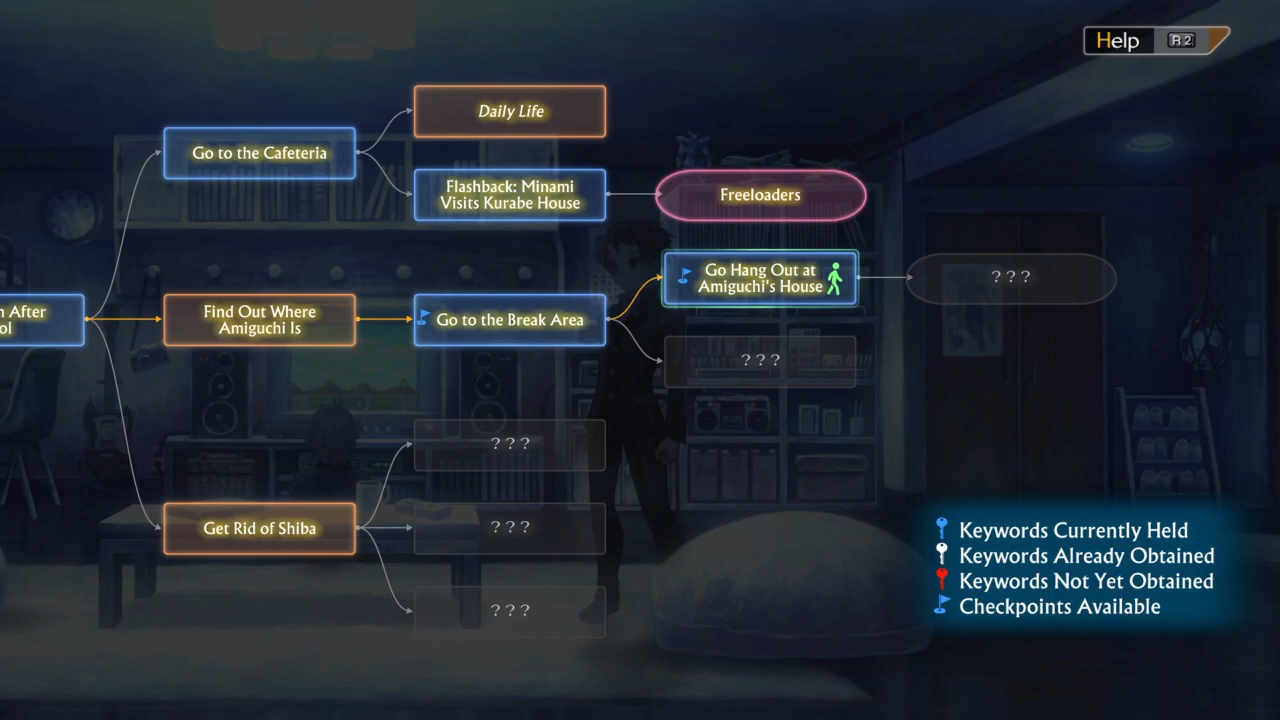 Help R2
Daily Life
Go to the Cafeteria
Flashback: Minami
Visits Kurabe House
Freeloaders
Go Hang Out at
Amiguchi's House
? ? ?
After
ol
Find Out Where
Amiguchi Is
Go to the Break Area
? ? ?
? ? ?
Get Rid of Shiba
? ? ?
? ? ?
Keywords Currently Held
Keywords Already Obtained
Keywords Not Yet Obtained
Checkpoints Available